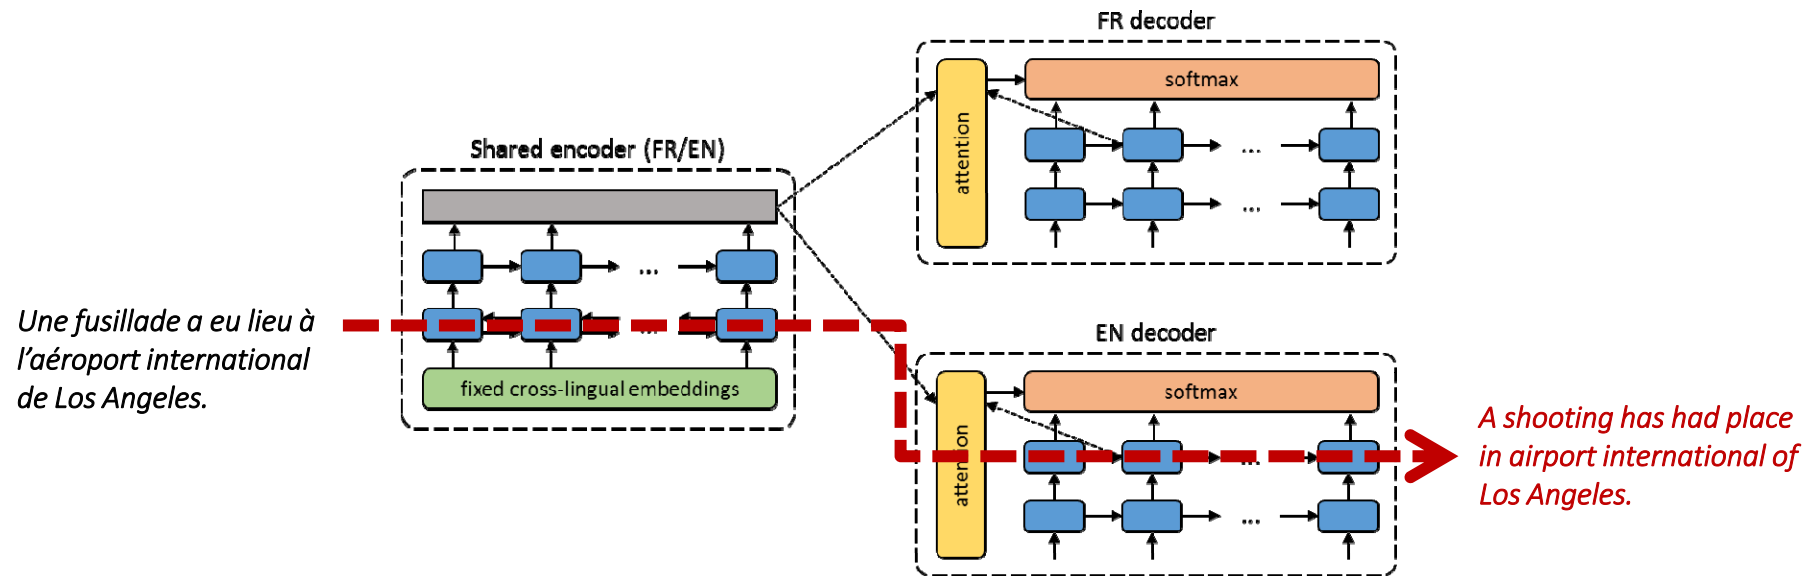 Une fusillade a eu lieu à
l’aéroport international
de Los Angeles.
Shared encoder (FR/EN)
...
...
fixed cross-lingual embeddings
FR decoder
attention
softmax
...
...
EN decoder
attention
softmax
...
...
A shooting has had place
in airport international of
Los Angeles.